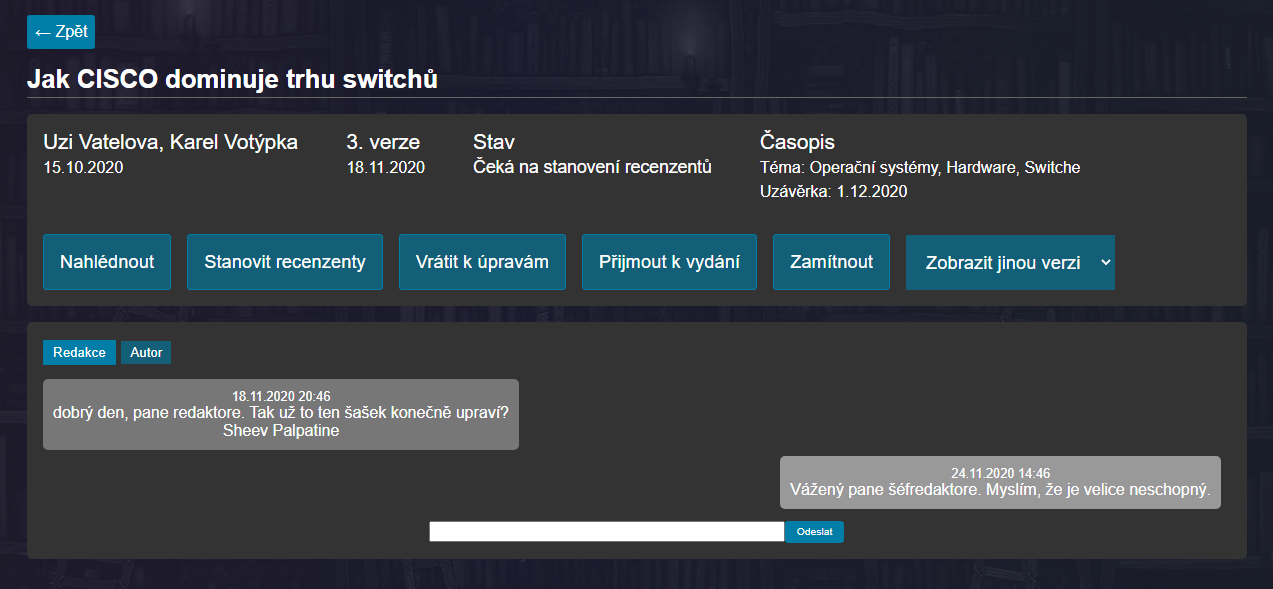 ← Zpět
Jak CISCO dominuje trhu switchů
Uzi Vatelova, Karel Votýpka
15.10.2020
3. verze
18.11.2020
Stav
Čeká na stanovení recenzentů
Časopis
Téma: Operační systémy, Hardware, Switche
Uzávěrka: 1.12.2020
Nahlédnout
Stanovit recenzenty
Vrátit k úpravám
Přijmout k vydání
Zamítnout
Zobrazit jinou verzi
Redakce
Autor
18.11.2020 20:46
dobrý den, pane redaktore. Tak už to ten šašek konečně upraví?
Sheev Palpatine
24.11.2020 14:46
Vážený pane šéfredaktore. Myslím, že je velice neschopný.
Odeslat